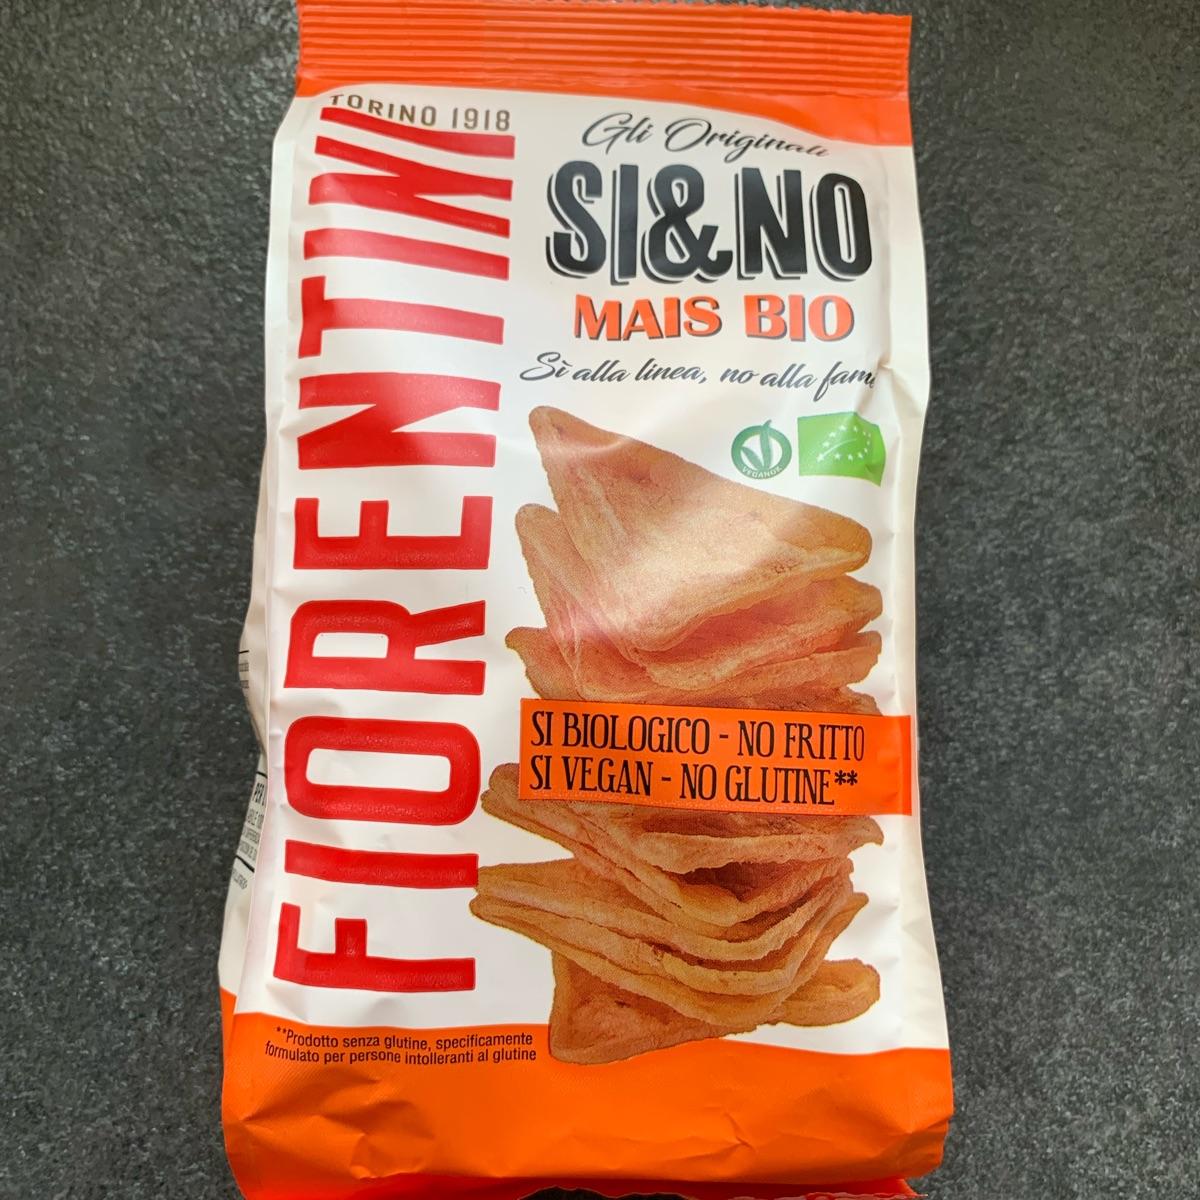 TORINO 1918
FIORENTINI
Gli Originali
SI&NO
MAIS BIO
Sì alla linea, no alla fame
VEGANOK
SI BIOLOGICO - NO FRITTO
SI VEGAN - NO GLUTINE**
**Prodotto senza glutine, specificamente
formulato per persone intolleranti al glutine